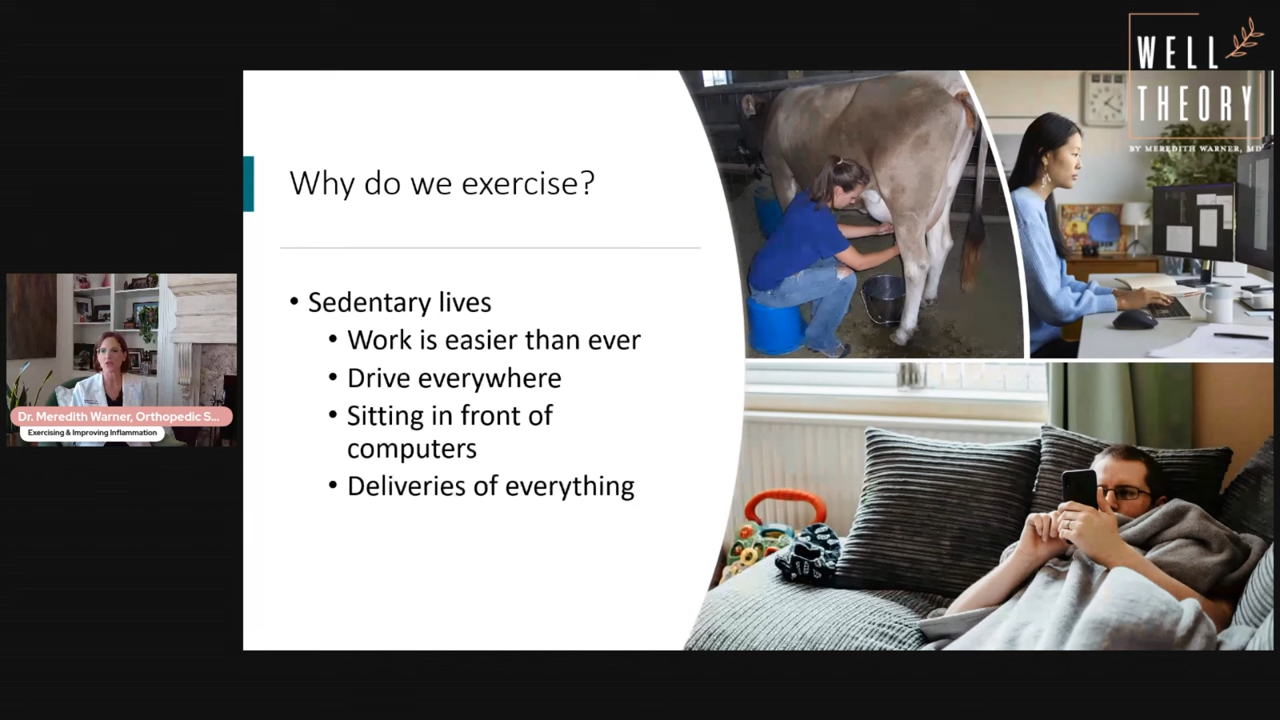 WELL
THEORY
BY MEREDITH WARNER, MD
Why do we exercise?
• Sedentary lives
• Work is easier than ever
• Drive everywhere
• Sitting in front of
computers
• Deliveries of everything
Dr. Meredith Warner, Orthopedic S...
Exercising & Improving Inflammation